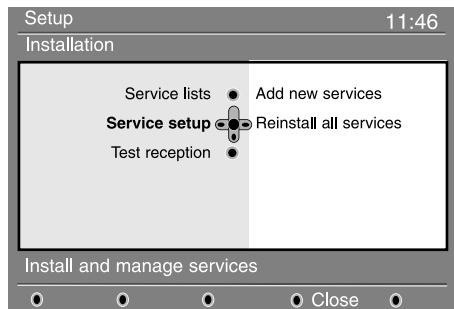 Setup 11:46
Installation
Service lists Add new services
Service setup Reinstall all services
Test reception
Install and manage services
Close